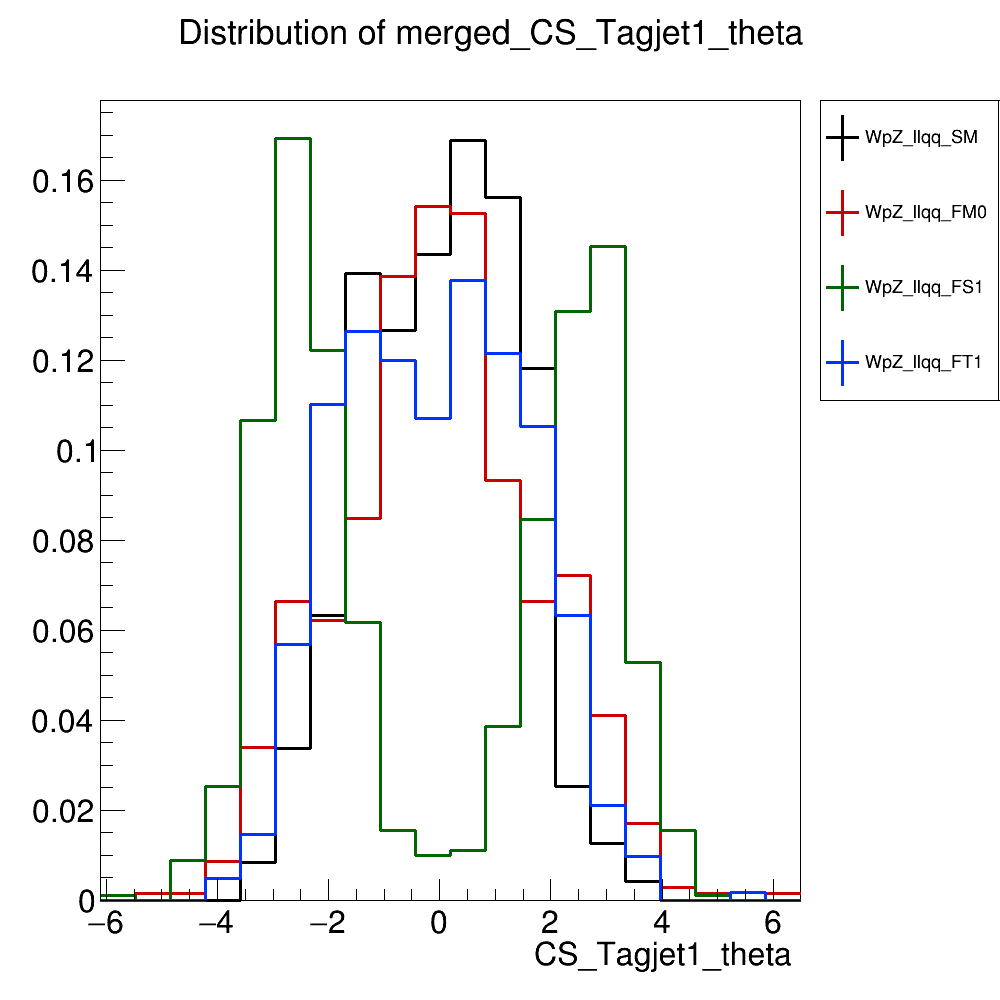 Distribution of merged_CS_Tagjet1_theta
WpZ_llqq_SM
WpZ_llqq_FM0
WpZ_llqq_FS1
WpZ_llqq_FT1
0.16
0.14
0.12
0.1
0.08
0.06
0.04
0.02
0
−6 −4 −2 0 2 4 6
CS_Tagjet1_theta